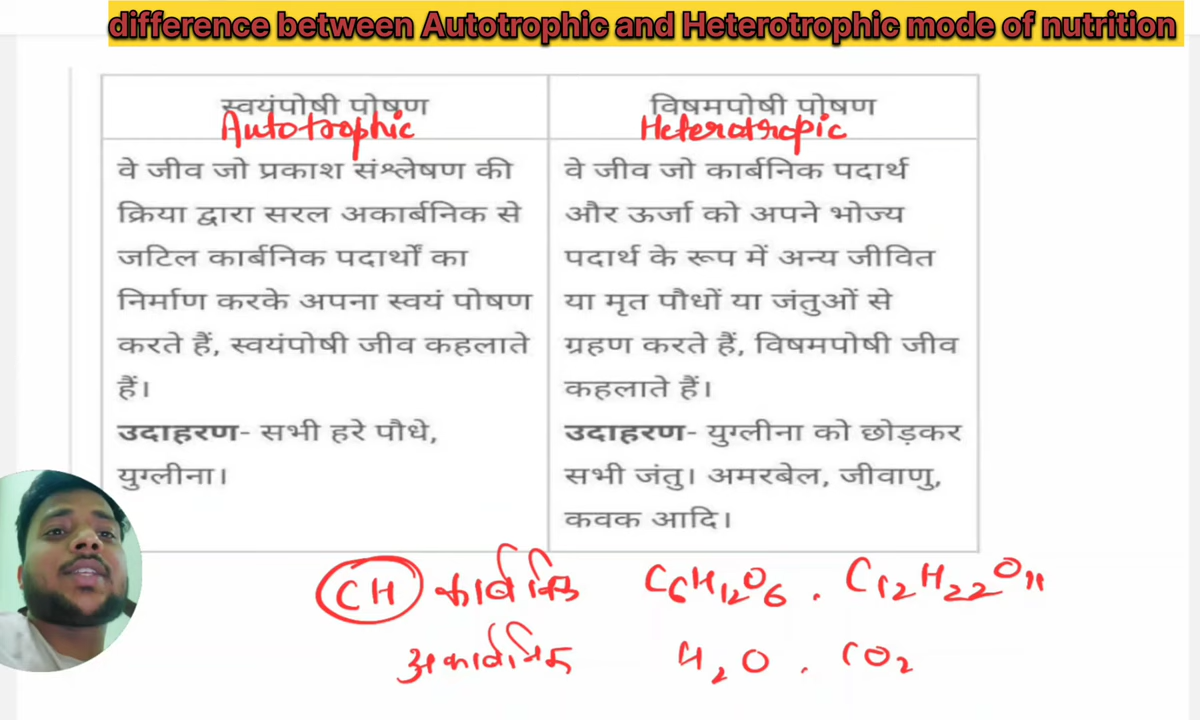 difference between Autotrophic and Heterotrophic mode of nutrition
स्वयंपोषी पोषण
Autotrophic
वे जीव जो प्रकाश संश्लेषण की
क्रिया द्वारा सरल अकार्बनिक से
जटिल कार्बनिक पदार्थों का
निर्माण करके अपना स्वयं पोषण
करते हैं, स्वयंपोषी जीव कहलाते
हैं।
उदाहरण- सभी हरे पौधे,
युग्लीना।
विषमपोषी पोषण
Heterotropic
वे जीव जो कार्बनिक पदार्थ
और ऊर्जा को अपने भोज्य
पदार्थ के रूप में अन्य जीवित
या मृत पौधों या जंतुओं से
ग्रहण करते हैं, विषमपोषी जीव
कहलाते हैं।
उदाहरण- युग्लीना को छोड़कर
सभी जंतु। अमरबेल, जीवाणु,
कवक आदि।
CH कार्बनिक C6H12O6 . C12H22O11
अकार्बनिक H2O . CO2